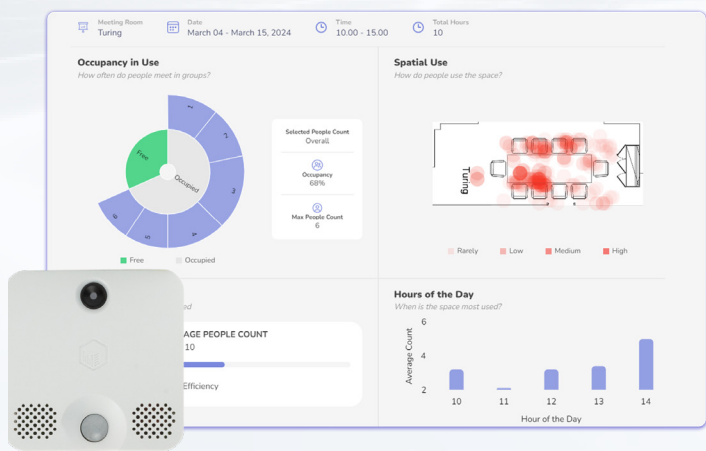 Meeting Room
Turing
Date
March 04 - March 15, 2024
Time
10.00 - 15.00
Total Hours
10
Occupancy in Use
How often do people meet in groups?
1
2
3
4
5
6
Free
Occupied
Selected People Count
Overall
Occupancy
68%
Max People Count
6
Free
Occupied
Spatial Use
How do people use the space?
Turing
Rarely
Low
Medium
High
AGE PEOPLE COUNT
10
Efficiency
Hours of the Day
When is the space most used?
Average Count
6
4
2
10
11
12
13
14
Hour of the Day